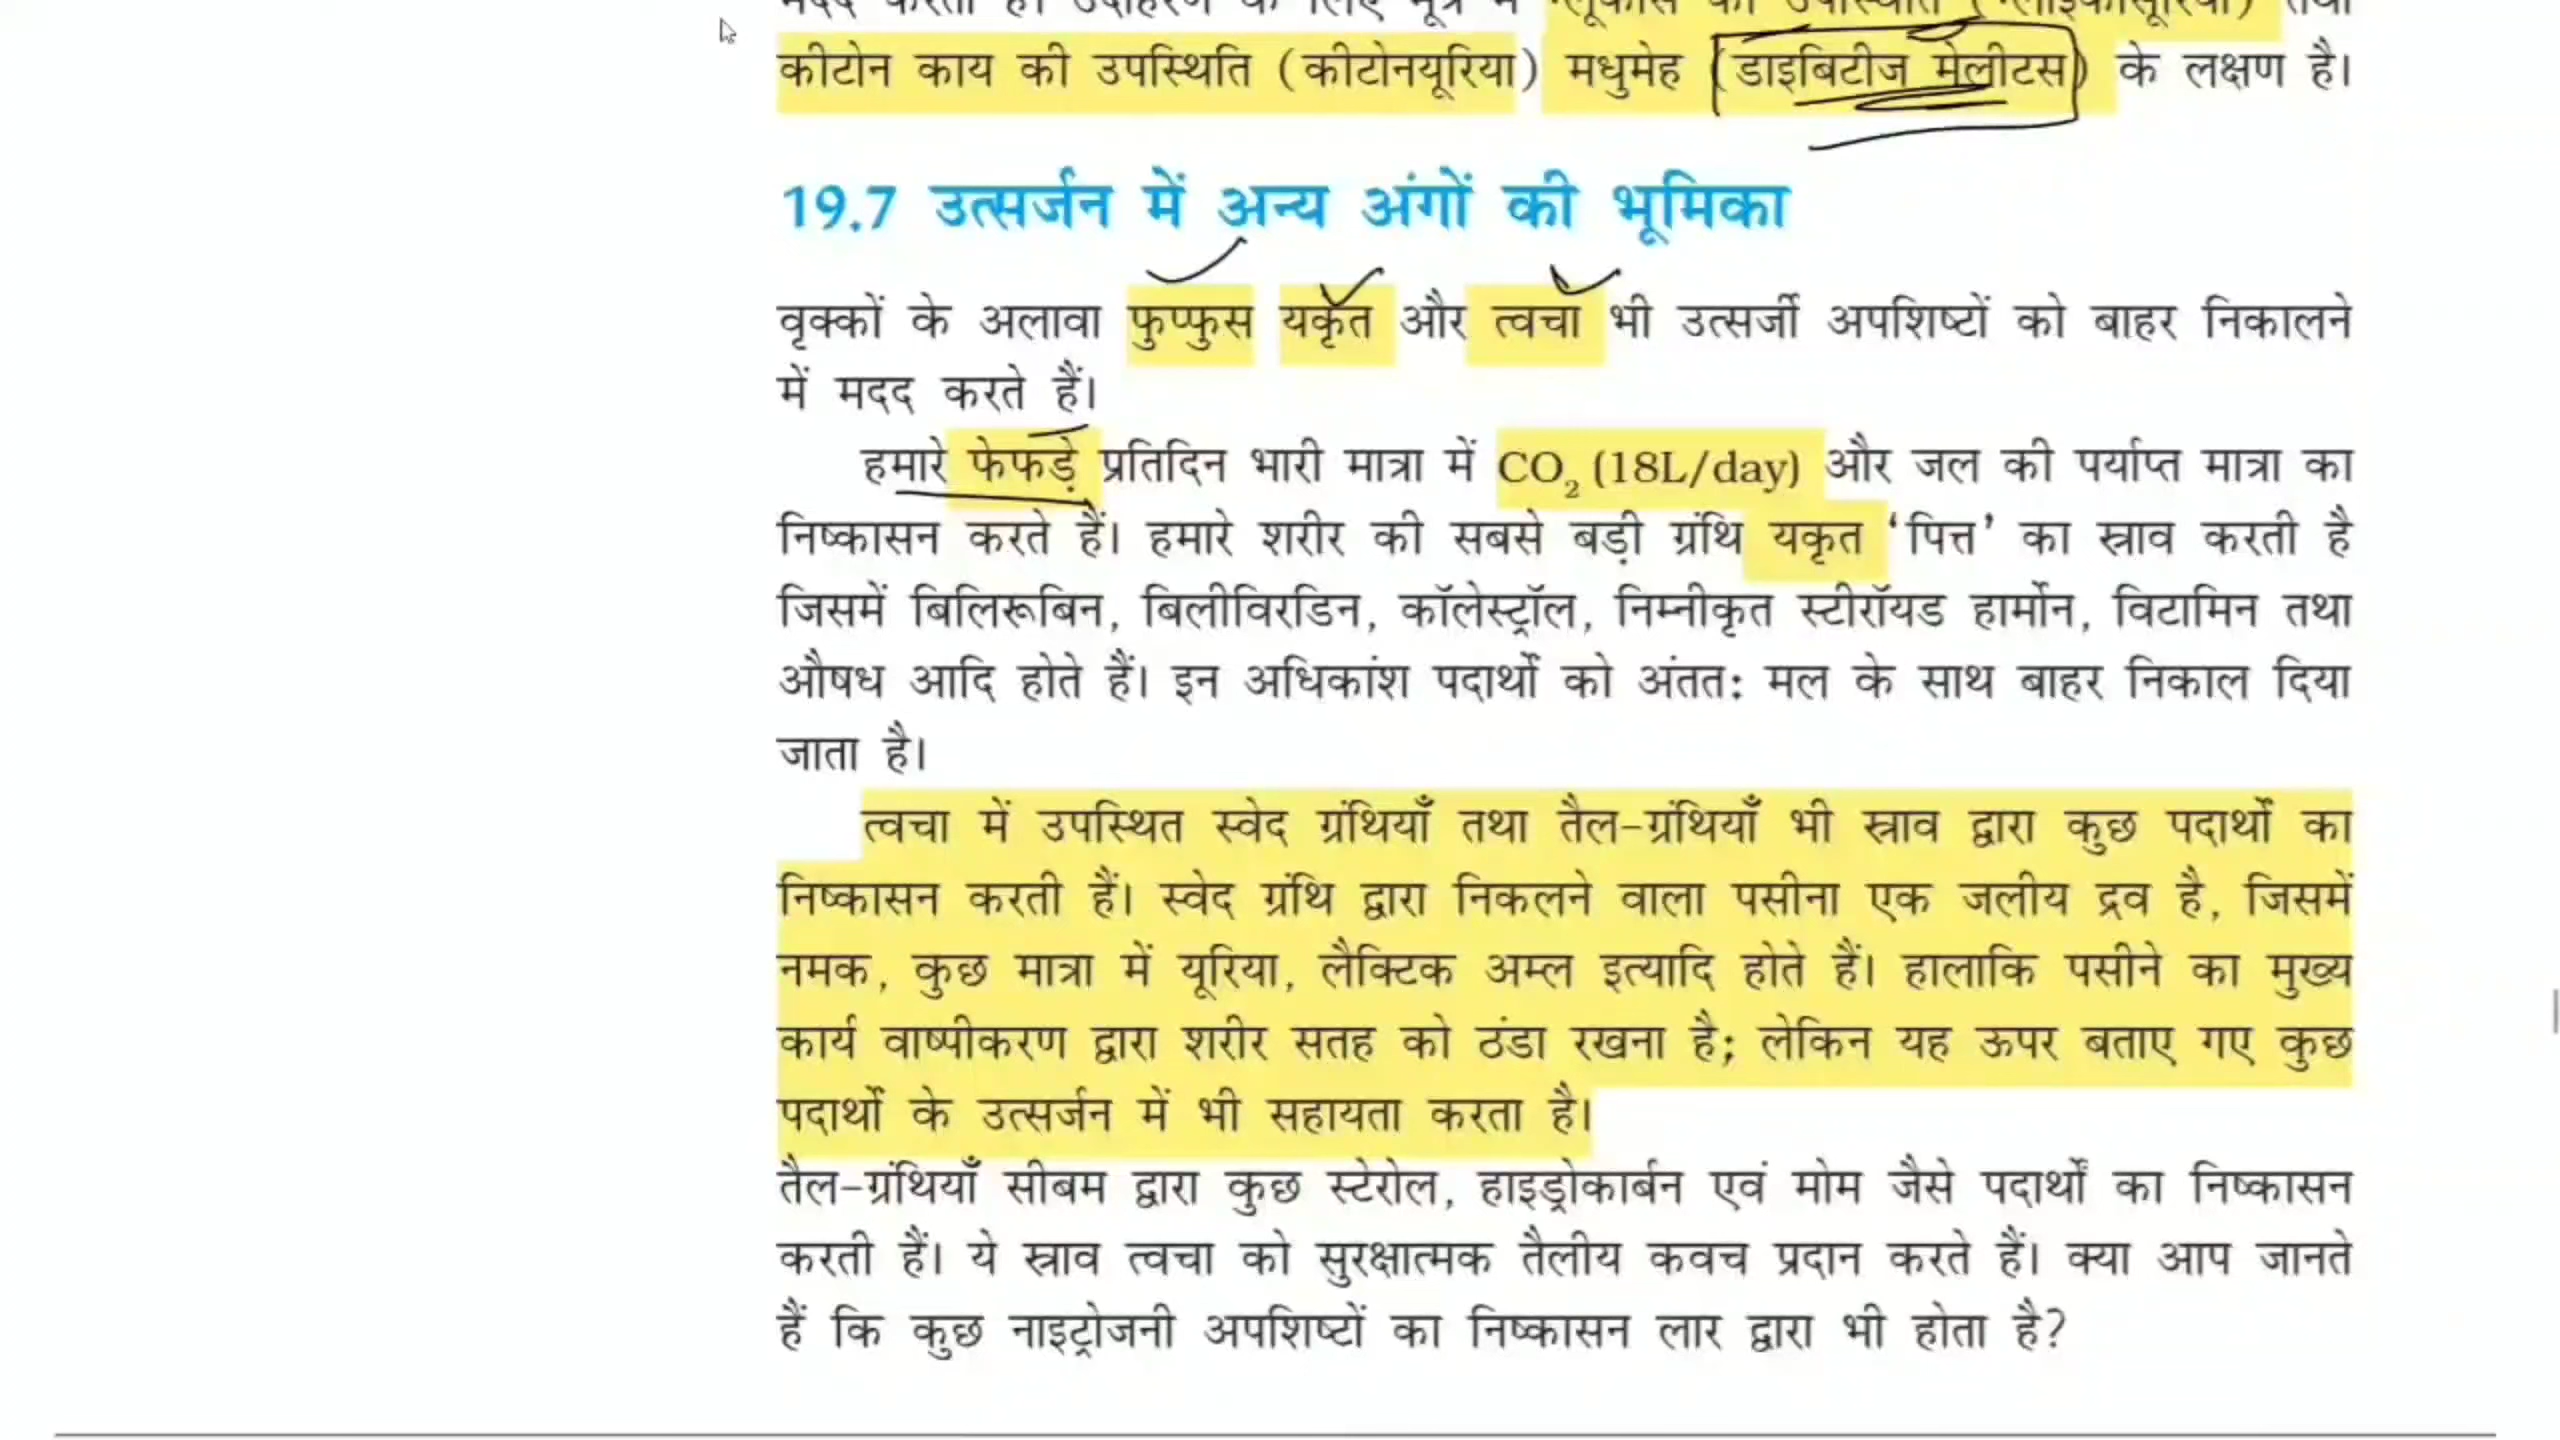 कीटोन काय की उपस्थिति (कीटोनयूरिया) मधुमेह (डाइबिटीज मेलीटस) के लक्षण है।
19.7 उत्सर्जन में अन्य अंगों की भूमिका
वृक्कों के अलावा फुप्फुस यकृत और त्वचा भी उत्सर्जी अपशिष्टों को बाहर निकालने
में मदद करते हैं।
हमारे फेफड़े प्रतिदिन भारी मात्रा में CO₂ (18L/day) और जल की पर्याप्त मात्रा का
निष्कासन करते हैं। हमारे शरीर की सबसे बड़ी ग्रंथि यकृत ‘पित्त’ का स्राव करती है
जिसमें बिलिरूबिन, बिलीविरडिन, कॉलेस्ट्रॉल, निम्नीकृत स्टीरॉयड हार्मोन, विटामिन तथा
औषध आदि होते हैं। इन अधिकांश पदार्थों को अंतत: मल के साथ बाहर निकाल दिया
जाता है।
त्वचा में उपस्थित स्वेद ग्रंथियाँ तथा तैल-ग्रंथियाँ भी स्राव द्वारा कुछ पदार्थों का
निष्कासन करती हैं। स्वेद ग्रंथि द्वारा निकलने वाला पसीना एक जलीय द्रव है, जिसमें
नमक, कुछ मात्रा में यूरिया, लैक्टिक अम्ल इत्यादि होते हैं। हालाकि पसीने का मुख्य
कार्य वाष्पीकरण द्वारा शरीर सतह को ठंडा रखना है; लेकिन यह ऊपर बताए गए कुछ
पदार्थों के उत्सर्जन में भी सहायता करता है।
तैल-ग्रंथियाँ सीबम द्वारा कुछ स्टेरोल, हाइड्रोकार्बन एवं मोम जैसे पदार्थों का निष्कासन
करती हैं। ये स्राव त्वचा को सुरक्षात्मक तैलीय कवच प्रदान करते हैं। क्या आप जानते
हैं कि कुछ नाइट्रोजनी अपशिष्टों का निष्कासन लार द्वारा भी होता है?